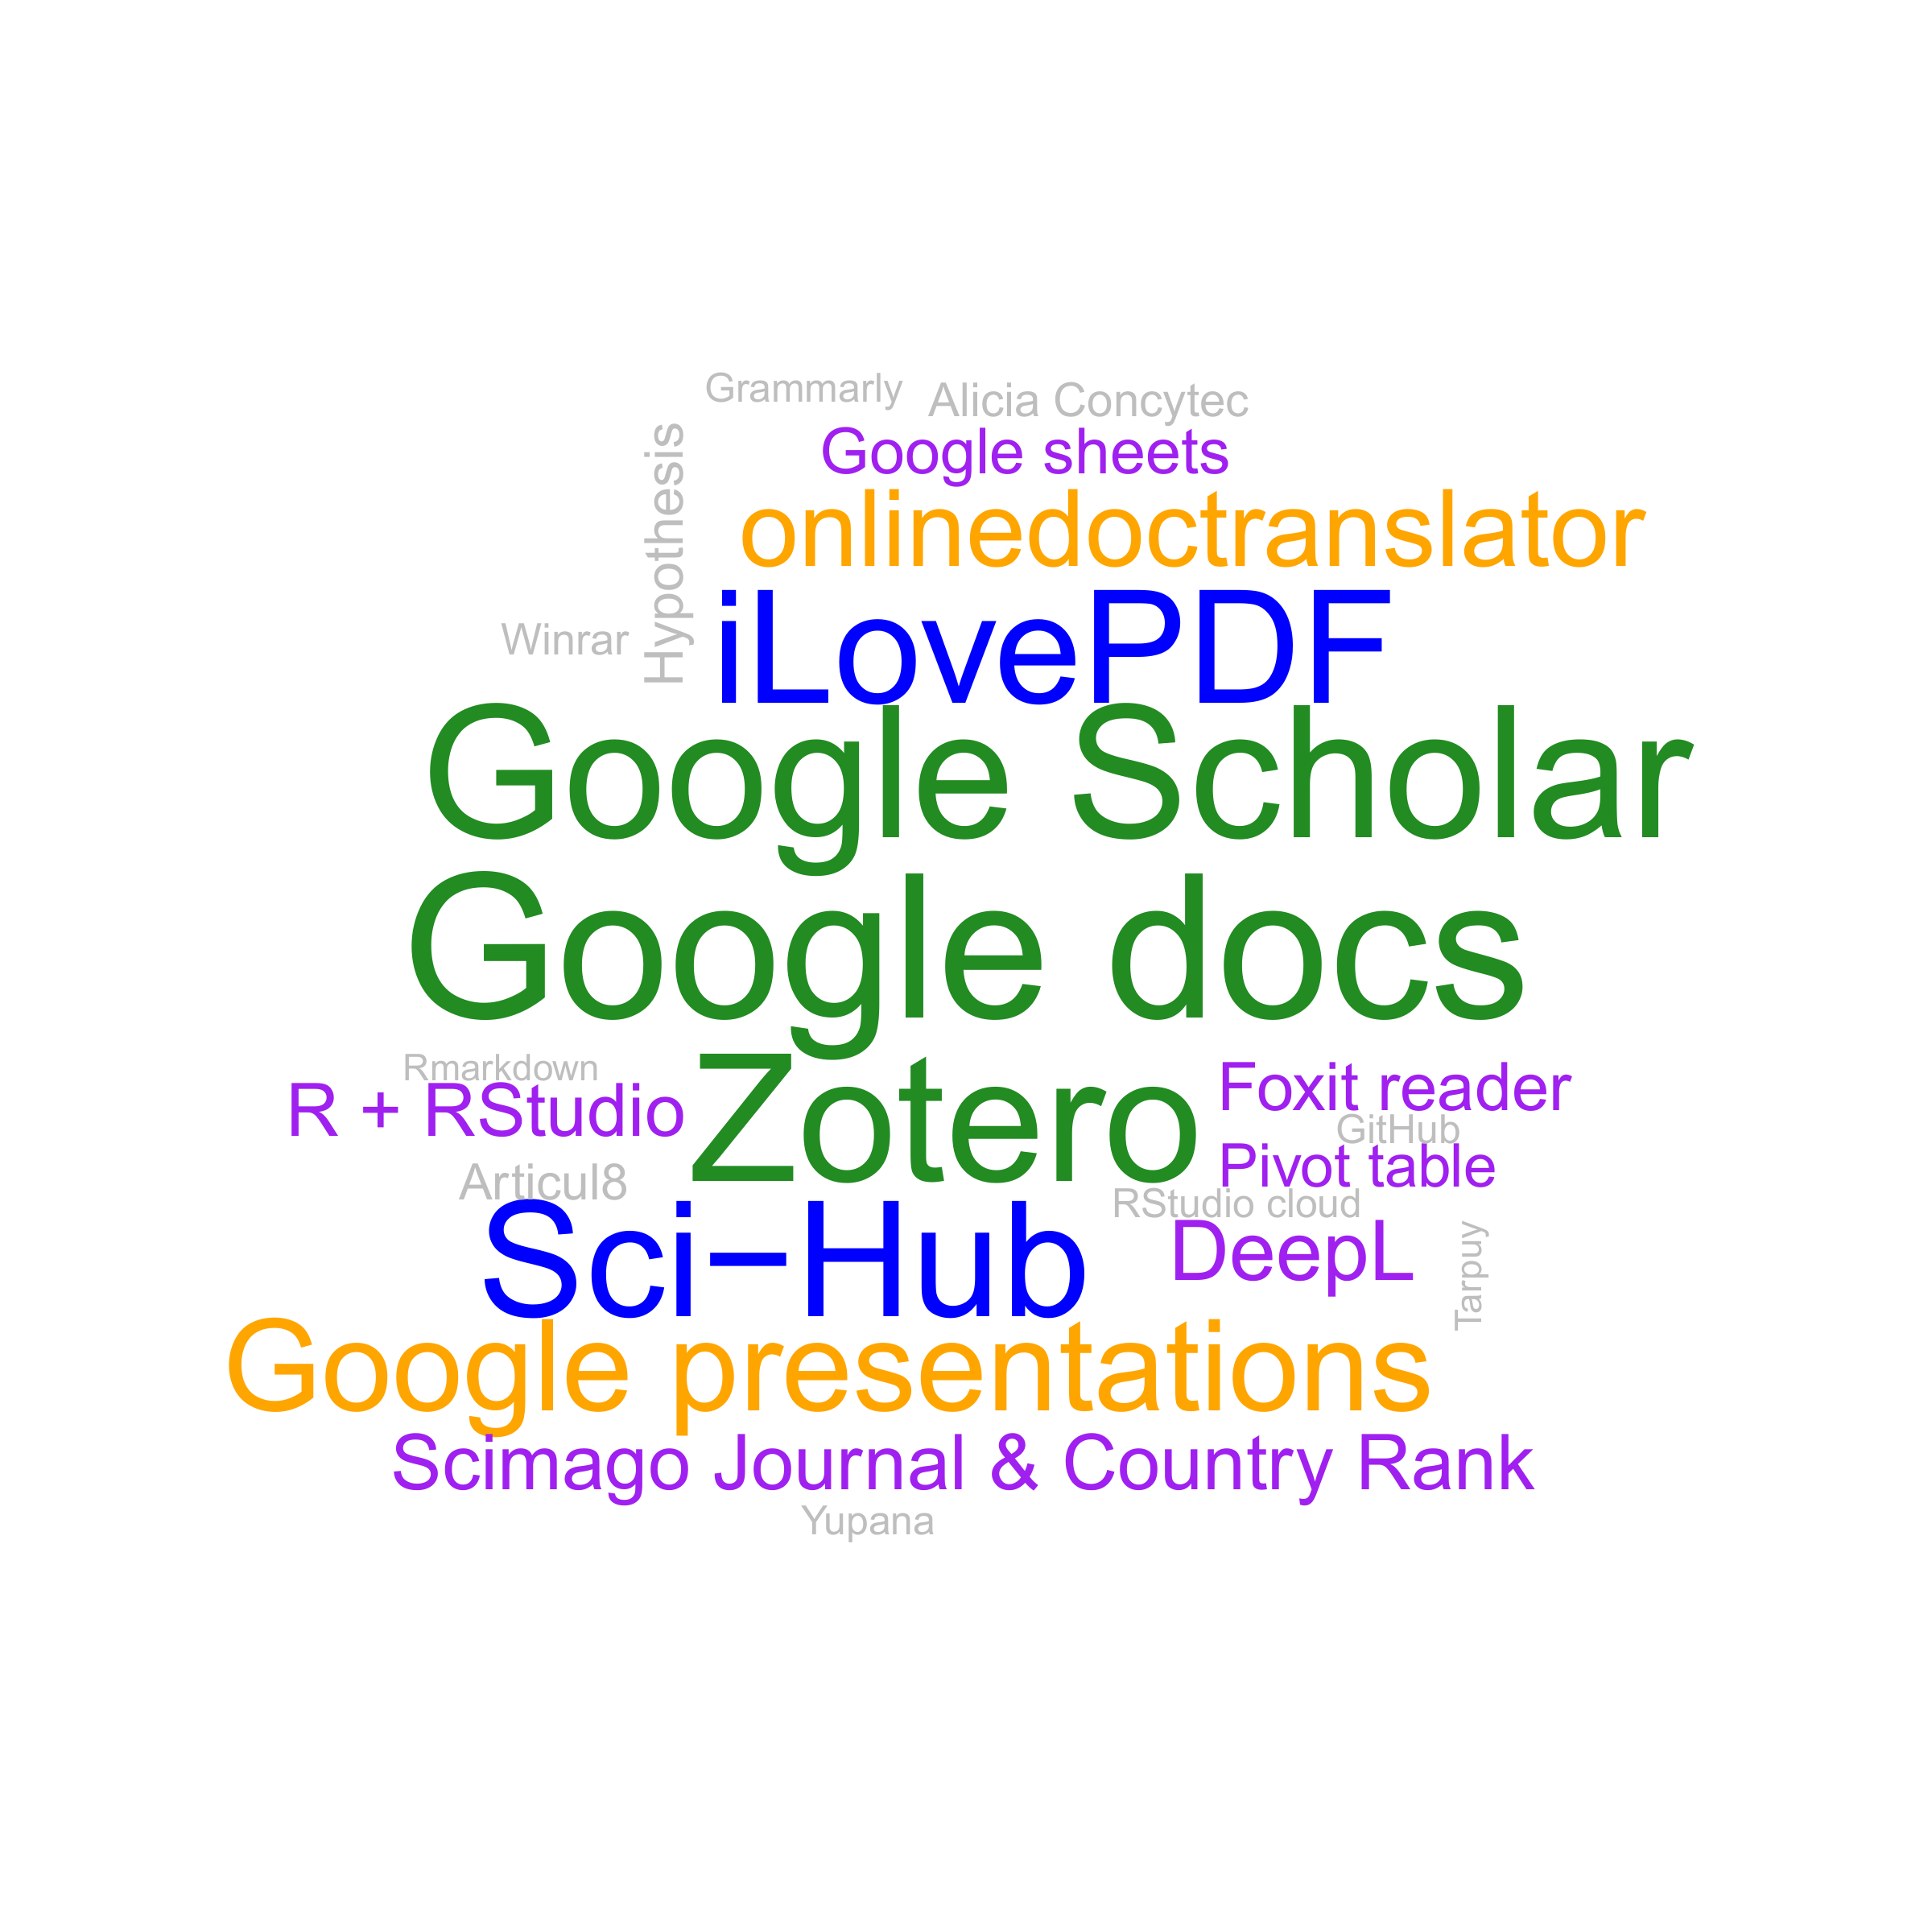 Grammarly
Alicia Concytec
Google sheets
Hypothesis
onlinedoctranslator
Winrar
iLovePDF
Google Scholar
Google docs
Rmarkdown
R + RStudio
Zotero
Foxit reader
GitHub
Pivot table
Articul8
RStudio cloud
Sci-Hub
DeepL
Tarpuy
Google presentations
Scimago Journal & Country Rank
Yupana